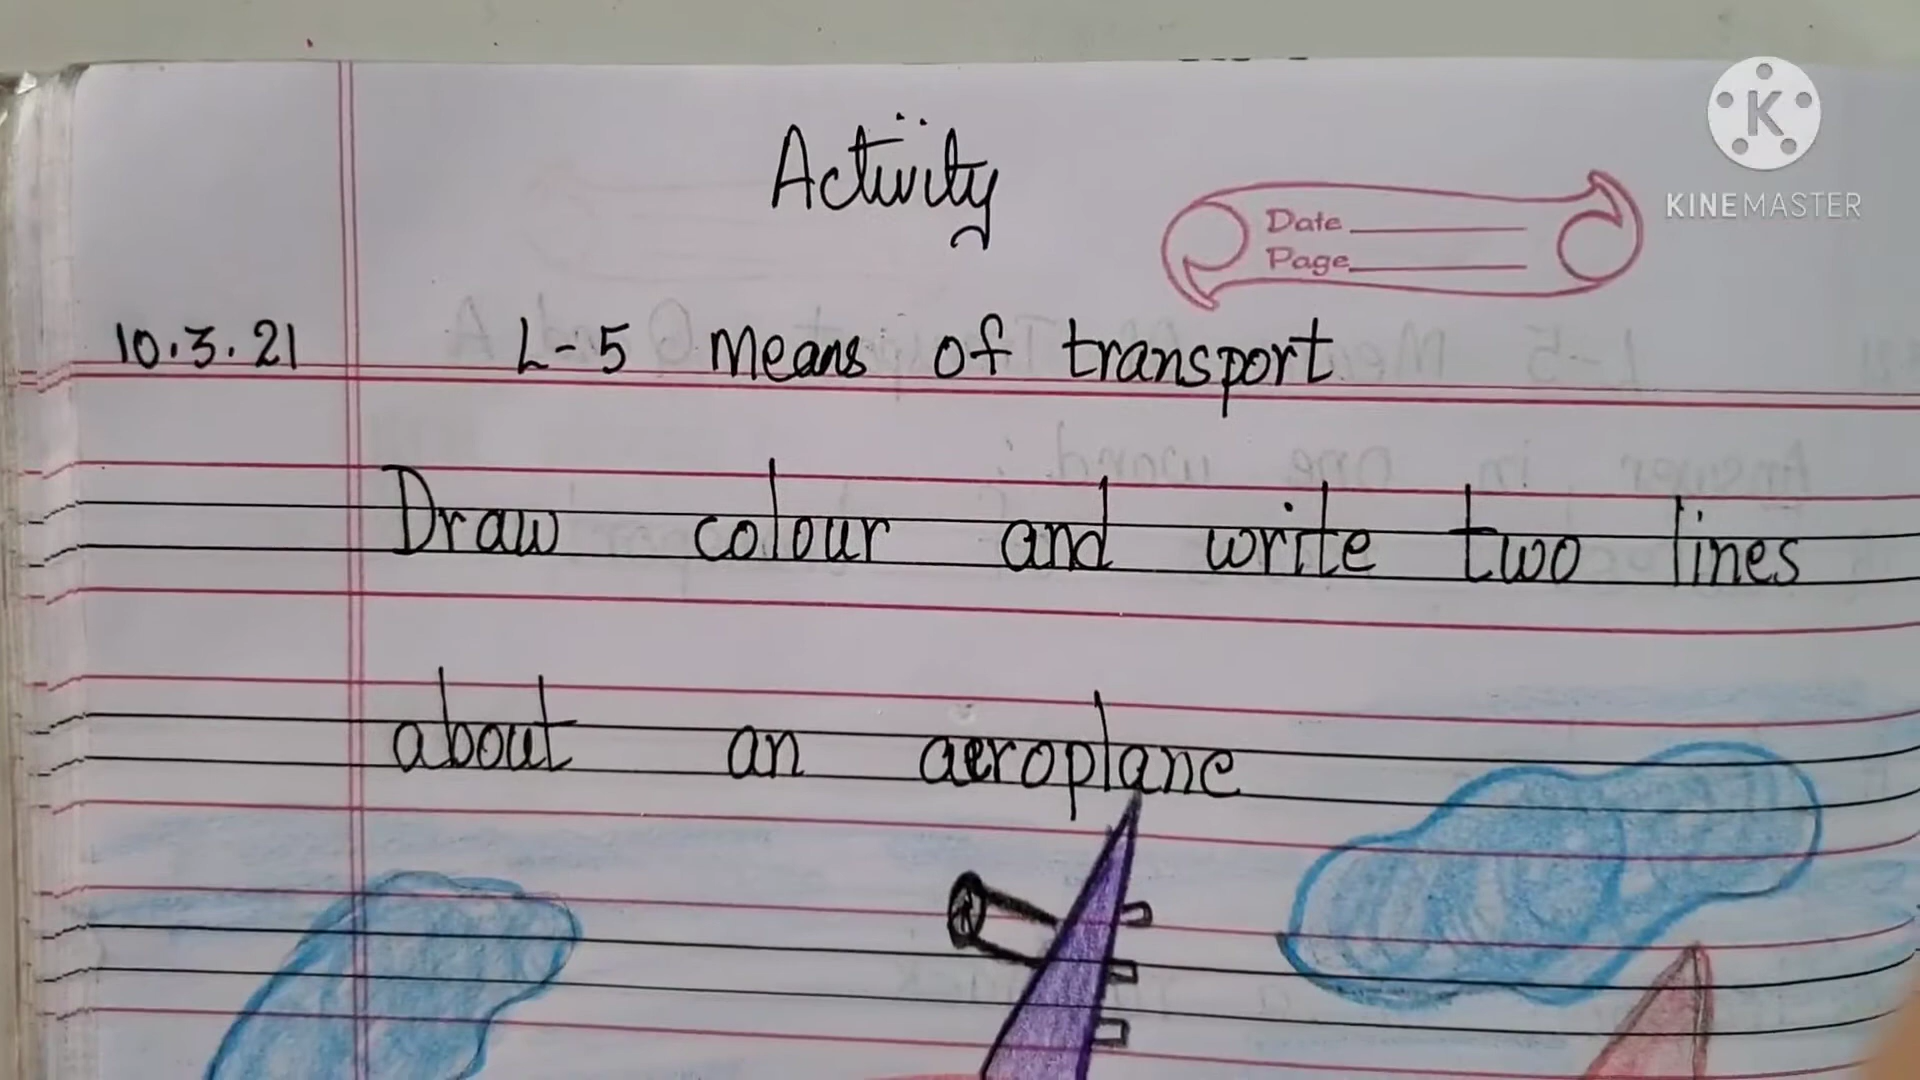 Activity
KINEMASTER
Date
Page
10.3.21 L-5 Means of transport
Draw colour and write two lines
about an aeroplane